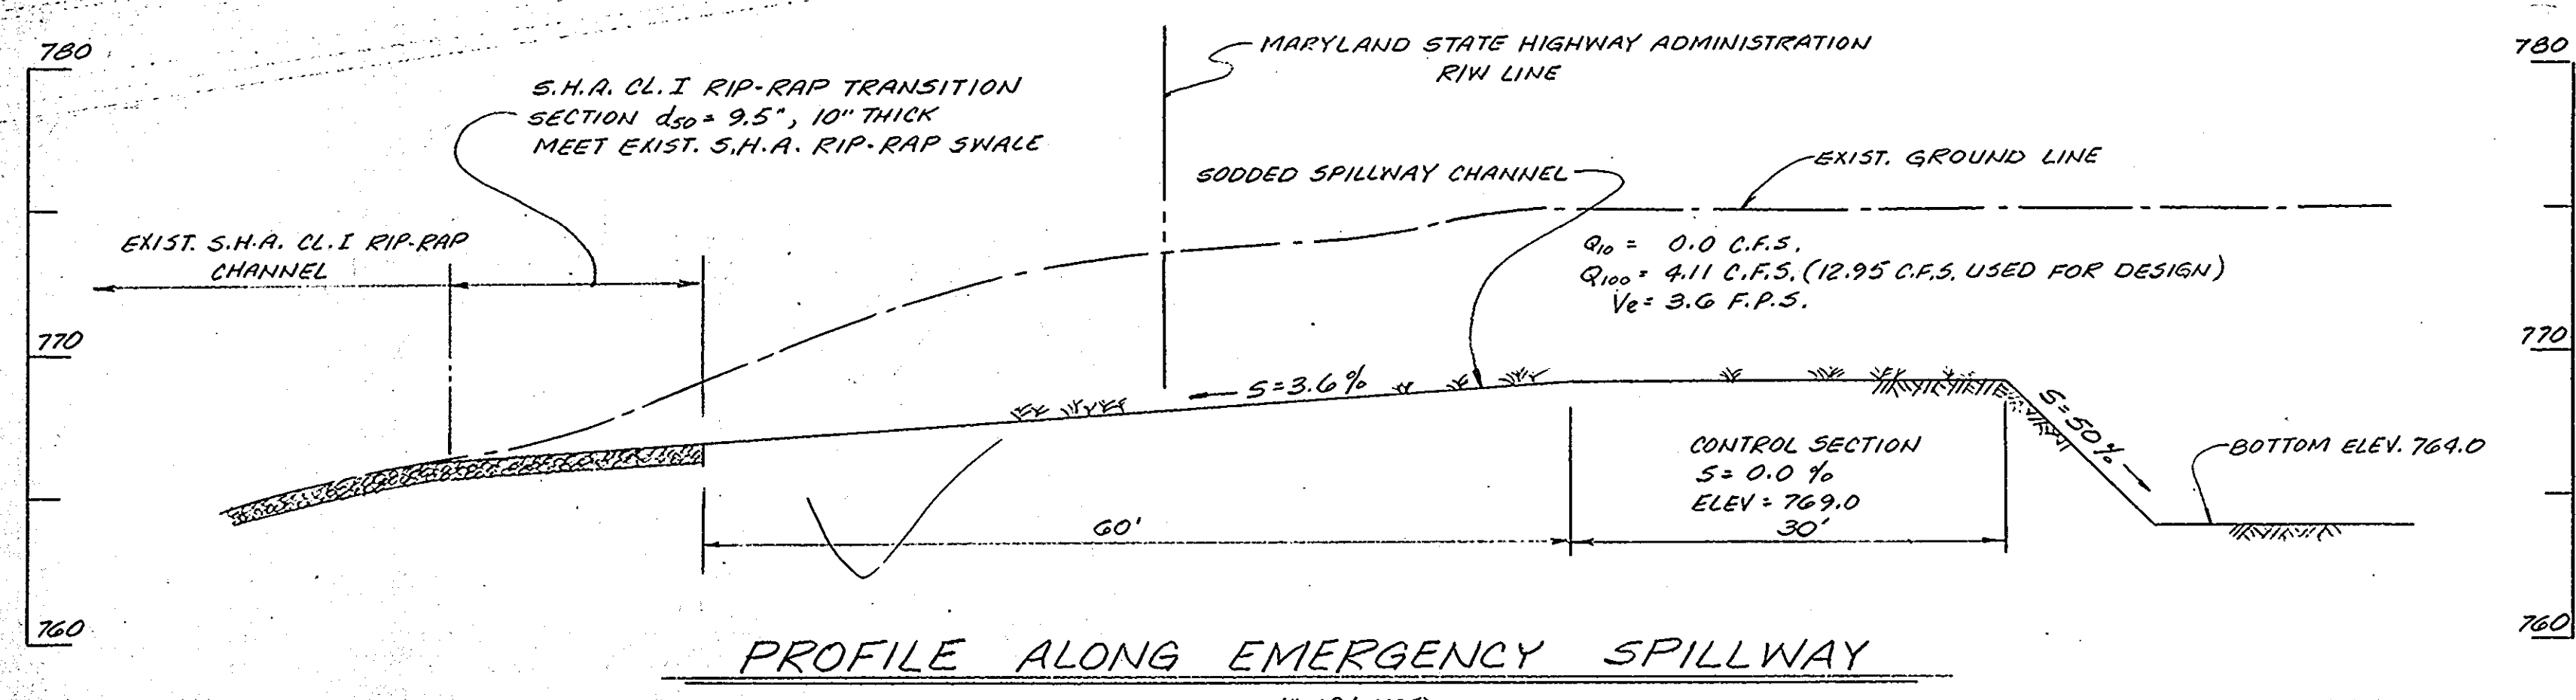 780
780
MARYLAND STATE HIGHWAY ADMINISTRATION
R/W LINE
S.H.A. CL. I RIP-RAP TRANSITION
SECTION d50 = 9.5", 10" THICK
MEET EXIST. S.H.A. RIP-RAP SWALE
SODDED SPILLWAY CHANNEL
EXIST. GROUND LINE
EXIST. S.H.A. CL. I RIP-RAP
CHANNEL
Q10 = 0.0 C.F.S.
Q100 = 4.11 C.F.S. (12.95 C.F.S. USED FOR DESIGN)
Ve = 3.6 F.P.S.
770
770
S=3.6%
S=50%
CONTROL SECTION
S = 0.0 %
ELEV = 769.0
30'
BOTTOM ELEV. 764.0
60'
760
760
PROFILE ALONG EMERGENCY SPILLWAY